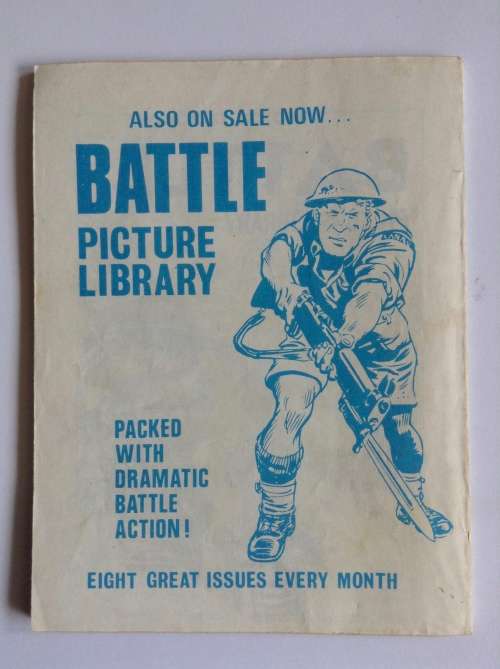 ALSO ON SALE NOW...
BATTLE
PICTURE
LIBRARY
PACKED
WITH
DRAMATIC
BATTLE
ACTION!
EIGHT GREAT ISSUES EVERY MONTH